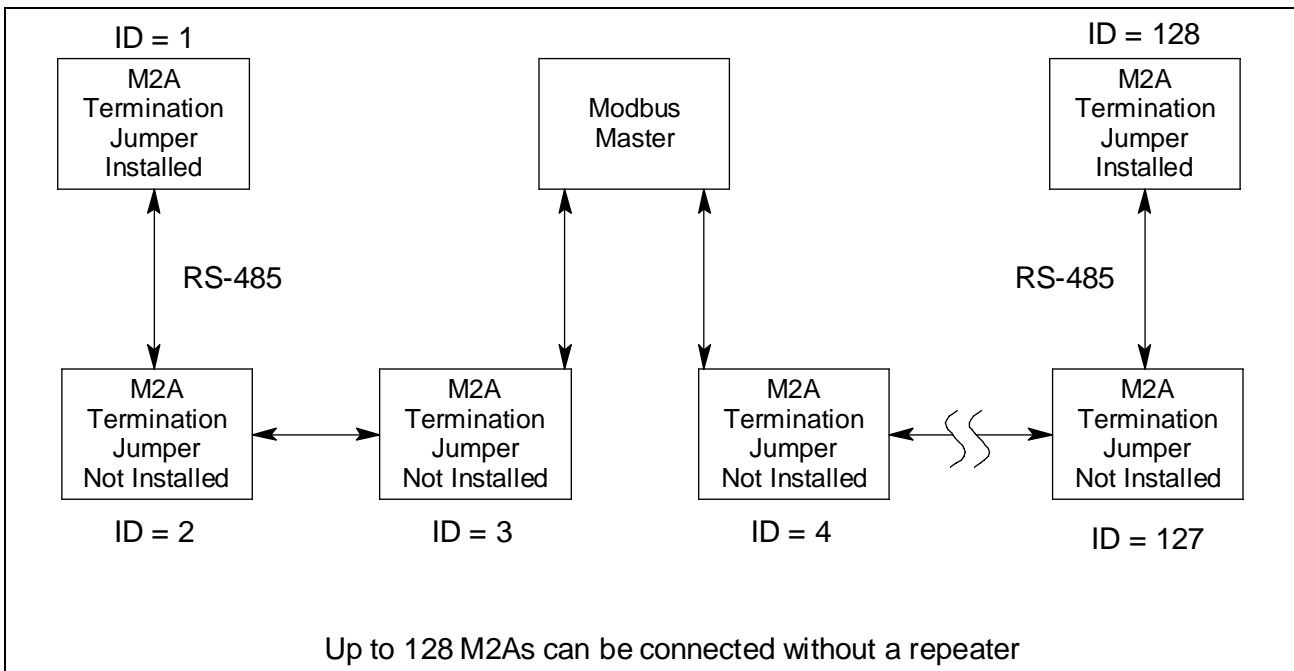 ID = 1
M2A
Termination
Jumper
Installed
Modbus
Master
ID = 128
M2A
Termination
Jumper
Installed
RS-485
RS-485
M2A
Termination
Jumper
Not Installed
ID = 2
M2A
Termination
Jumper
Not Installed
ID = 3
M2A
Termination
Jumper
Not Installed
ID = 4
M2A
Termination
Jumper
Not Installed
ID = 127
Up to 128 M2As can be connected without a repeater